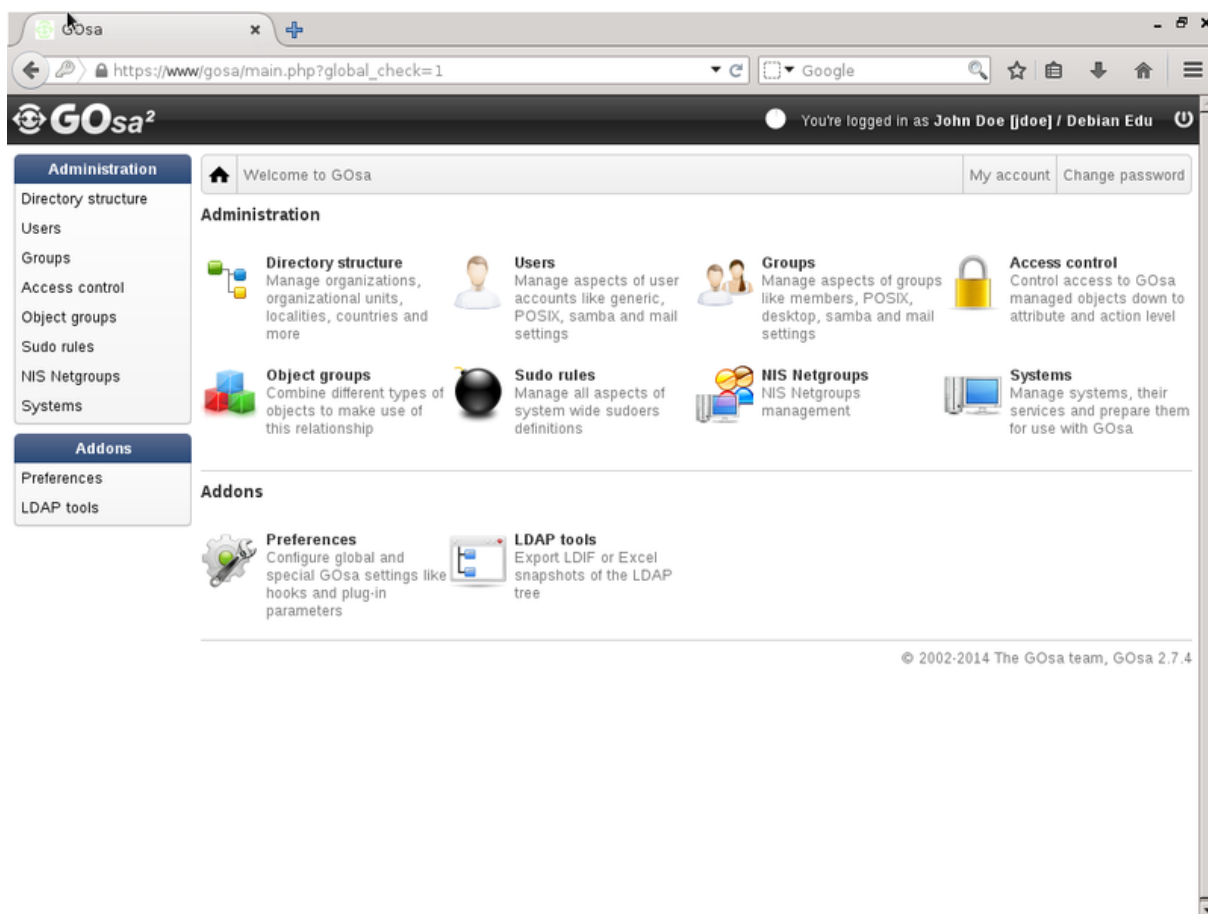 GOsa
https://www/gosa/main.php?global_check=1
Google
GOsa²
You're logged in as John Doe [jdoe] / Debian Edu
Administration
Directory structure
Users
Groups
Access control
Object groups
Sudo rules
NIS Netgroups
Systems
Addons
Preferences
LDAP tools
Welcome to GOsa
My account
Change password
Administration
Directory structure
Manage organizations,
organizational units,
localities, countries and
more
Users
Manage aspects of user
accounts like generic,
POSIX, samba and mail
settings
Groups
Manage aspects of groups
like members, POSIX,
desktop, samba and mail
settings
Access control
Control access to GOsa
managed objects down to
attribute and action level
Object groups
Combine different types of
objects to make use of
this relationship
Sudo rules
Manage all aspects of
system wide sudoers
definitions
NIS Netgroups
NIS Netgroups
management
Systems
Manage systems, their
services and prepare them
for use with GOsa
Addons
Preferences
Configure global and
special GOsa settings like
hooks and plug-in
parameters
LDAP tools
Export LDIF or Excel
snapshots of the LDAP
tree
© 2002-2014 The GOsa team, GOsa 2.7.4